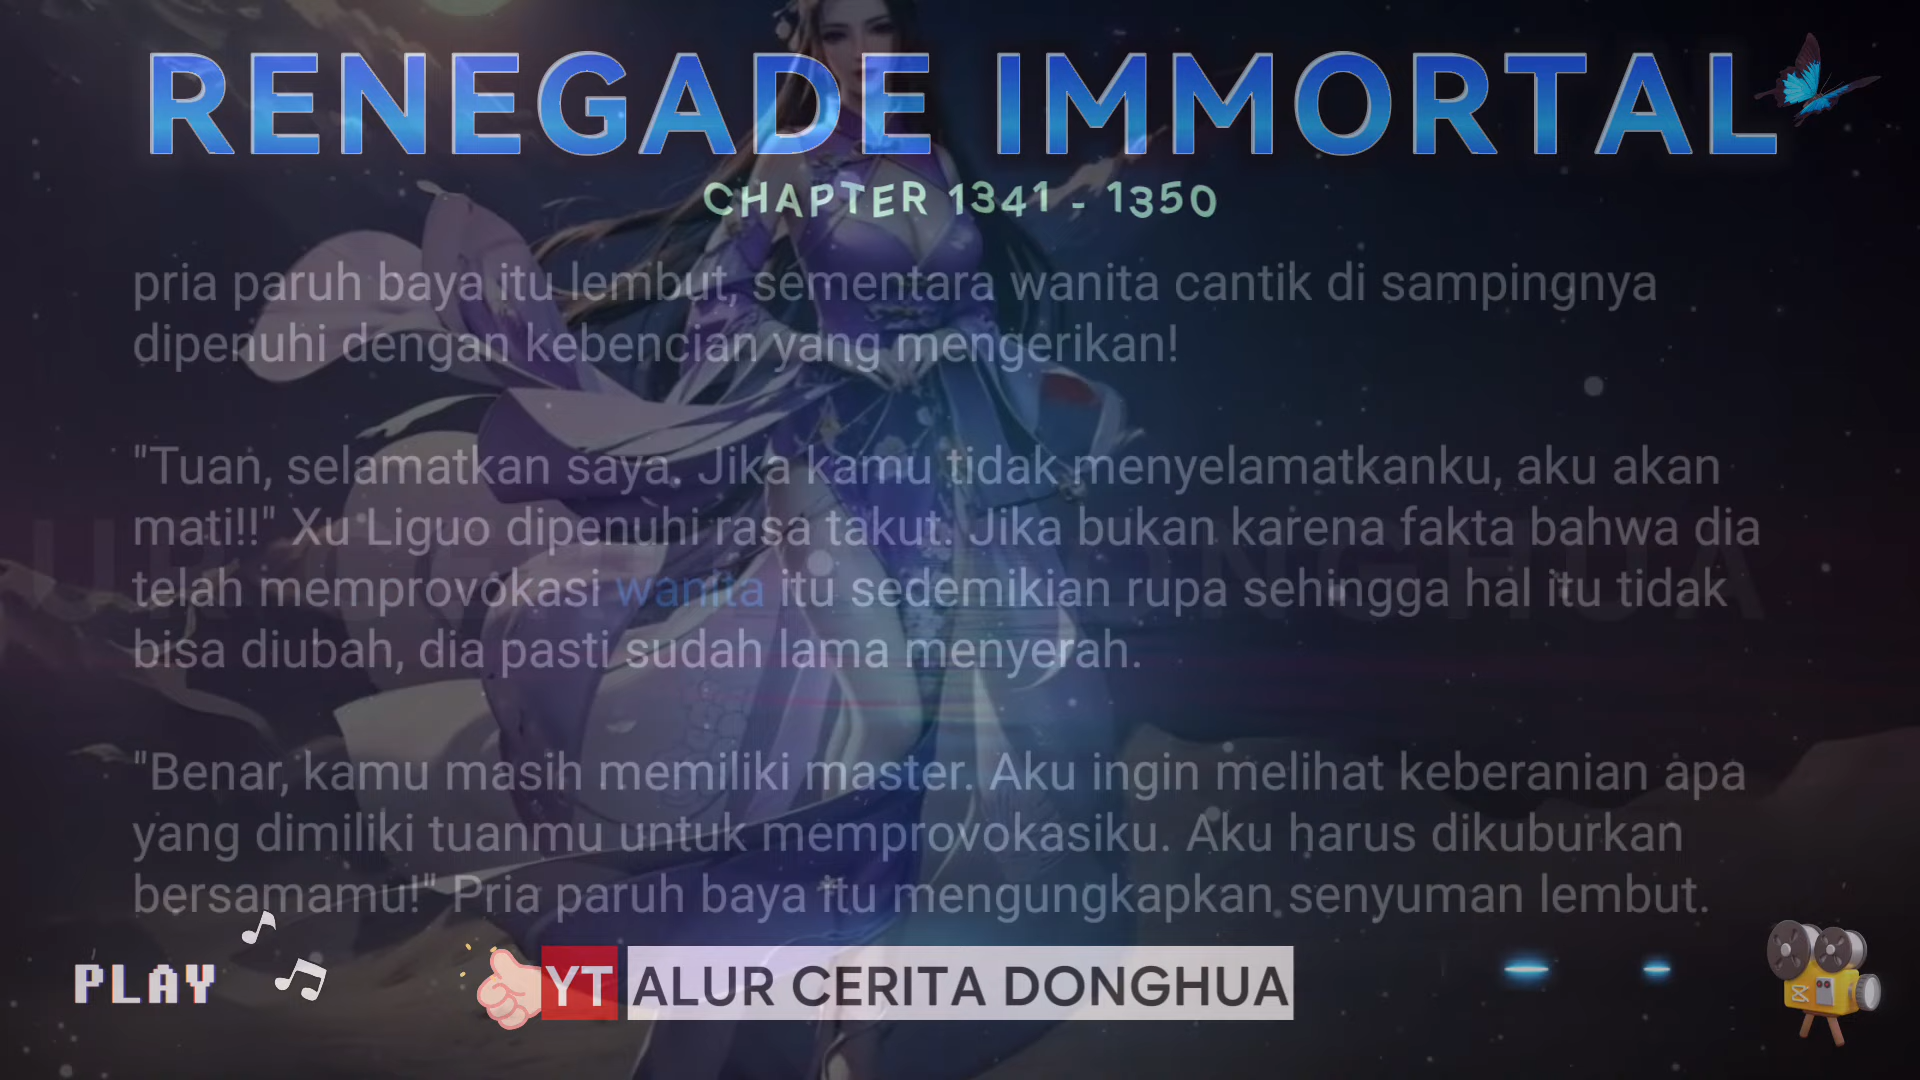 RENEGADE IMMORTAL
CHAPTER 1341 - 1350
pria paruh baya itu lembut, sementara wanita cantik di sampingnya
dipenuhi dengan kebencian yang mengerikan!
"Tuan, selamatkan saya. Jika kamu tidak menyelamatkanku, aku akan
mati!!" Xu Liguo dipenuhi rasa takut. Jika bukan karena fakta bahwa dia
telah memprovokasi wanita itu sedemikian rupa sehingga hal itu tidak
bisa diubah, dia pasti sudah lama menyerah.
"Benar, kamu masih memiliki master. Aku ingin melihat keberanian apa
yang dimiliki tuanmu untuk memprovokasiku. Aku harus dikuburkan
bersamamu!" Pria paruh baya itu mengungkapkan senyuman lembut.
PLAY
YT ALUR CERITA DONGHUA